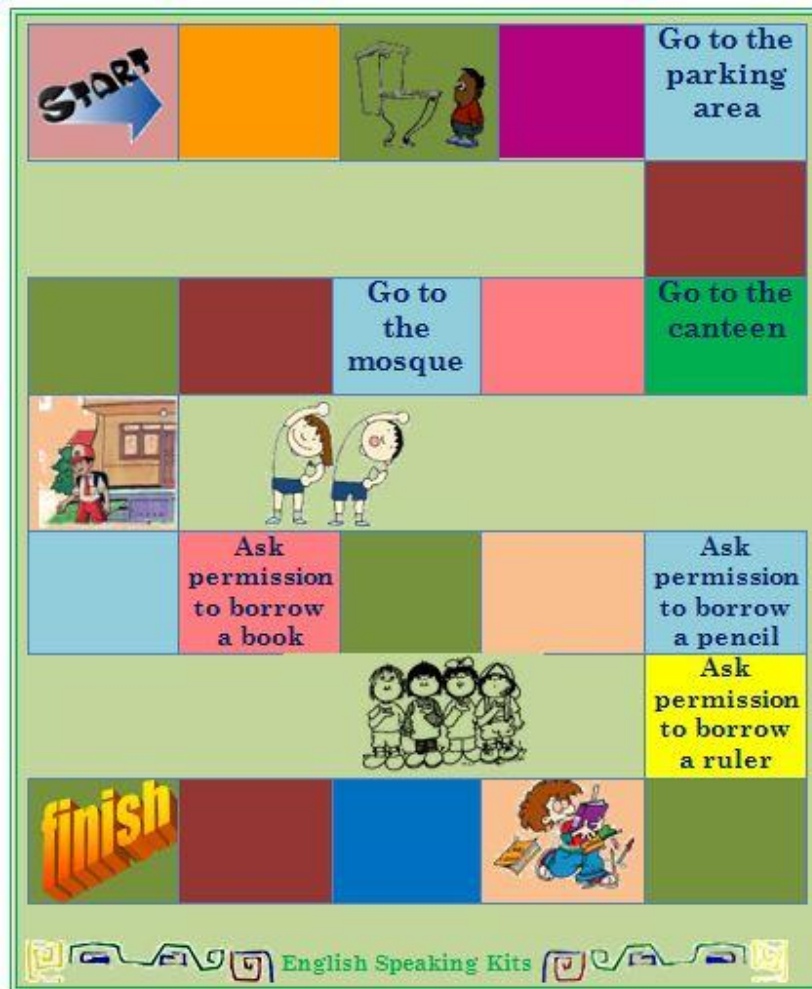 START
Go to the
parking
area
Go to
the
mosque
Go to the
canteen
Ask
permission
to borrow
a book
Ask
permission
to borrow
a pencil
Ask
permission
to borrow
a ruler
finish
English Speaking Kits